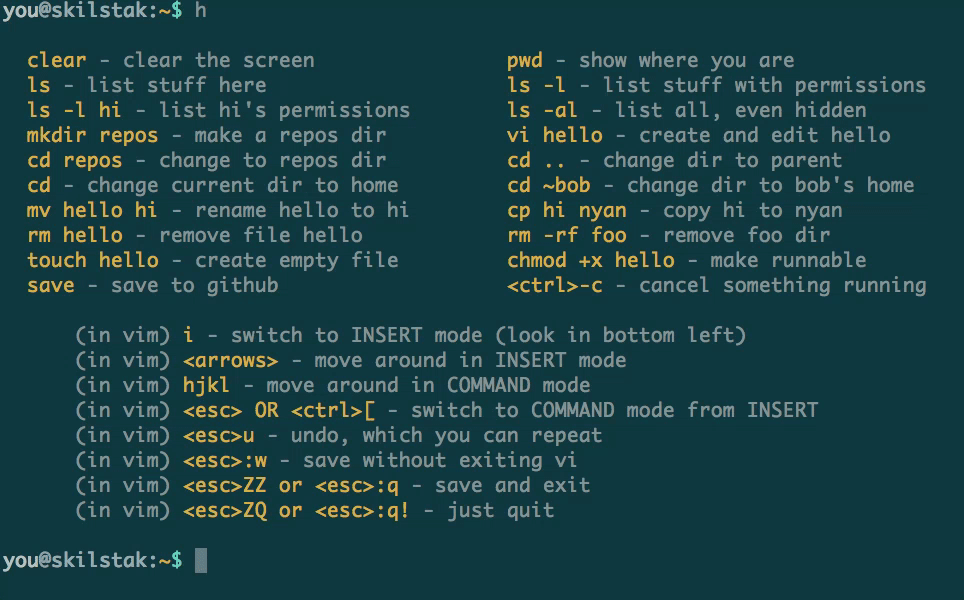 you@skilstak:~$ h
clear - clear the screen pwd - show where you are
ls - list stuff here ls -l - list stuff with permissions
ls -l hi - list hi's permissions ls -al - list all, even hidden
mkdir repos - make a repos dir vi hello - create and edit hello
cd repos - change to repos dir cd .. - change dir to parent
cd - change current dir to home cd ~bob - change dir to bob's home
mv hello hi - rename hello to hi cp hi nyan - copy hi to nyan
rm hello - remove file hello rm -rf foo - remove foo dir
touch hello - create empty file chmod +x hello - make runnable
save - save to github <ctrl>-c - cancel something running
(in vim) i - switch to INSERT mode (look in bottom left)
(in vim) <arrows> - move around in INSERT mode
(in vim) hjkl - move around in COMMAND mode
(in vim) <esc> OR <ctrl>[ - switch to COMMAND mode from INSERT
(in vim) <esc>u - undo, which you can repeat
(in vim) <esc>:w - save without exiting vi
(in vim) <esc>ZZ or <esc>:q - save and exit
(in vim) <esc>ZQ or <esc>:q! - just quit
you@skilstak:~$